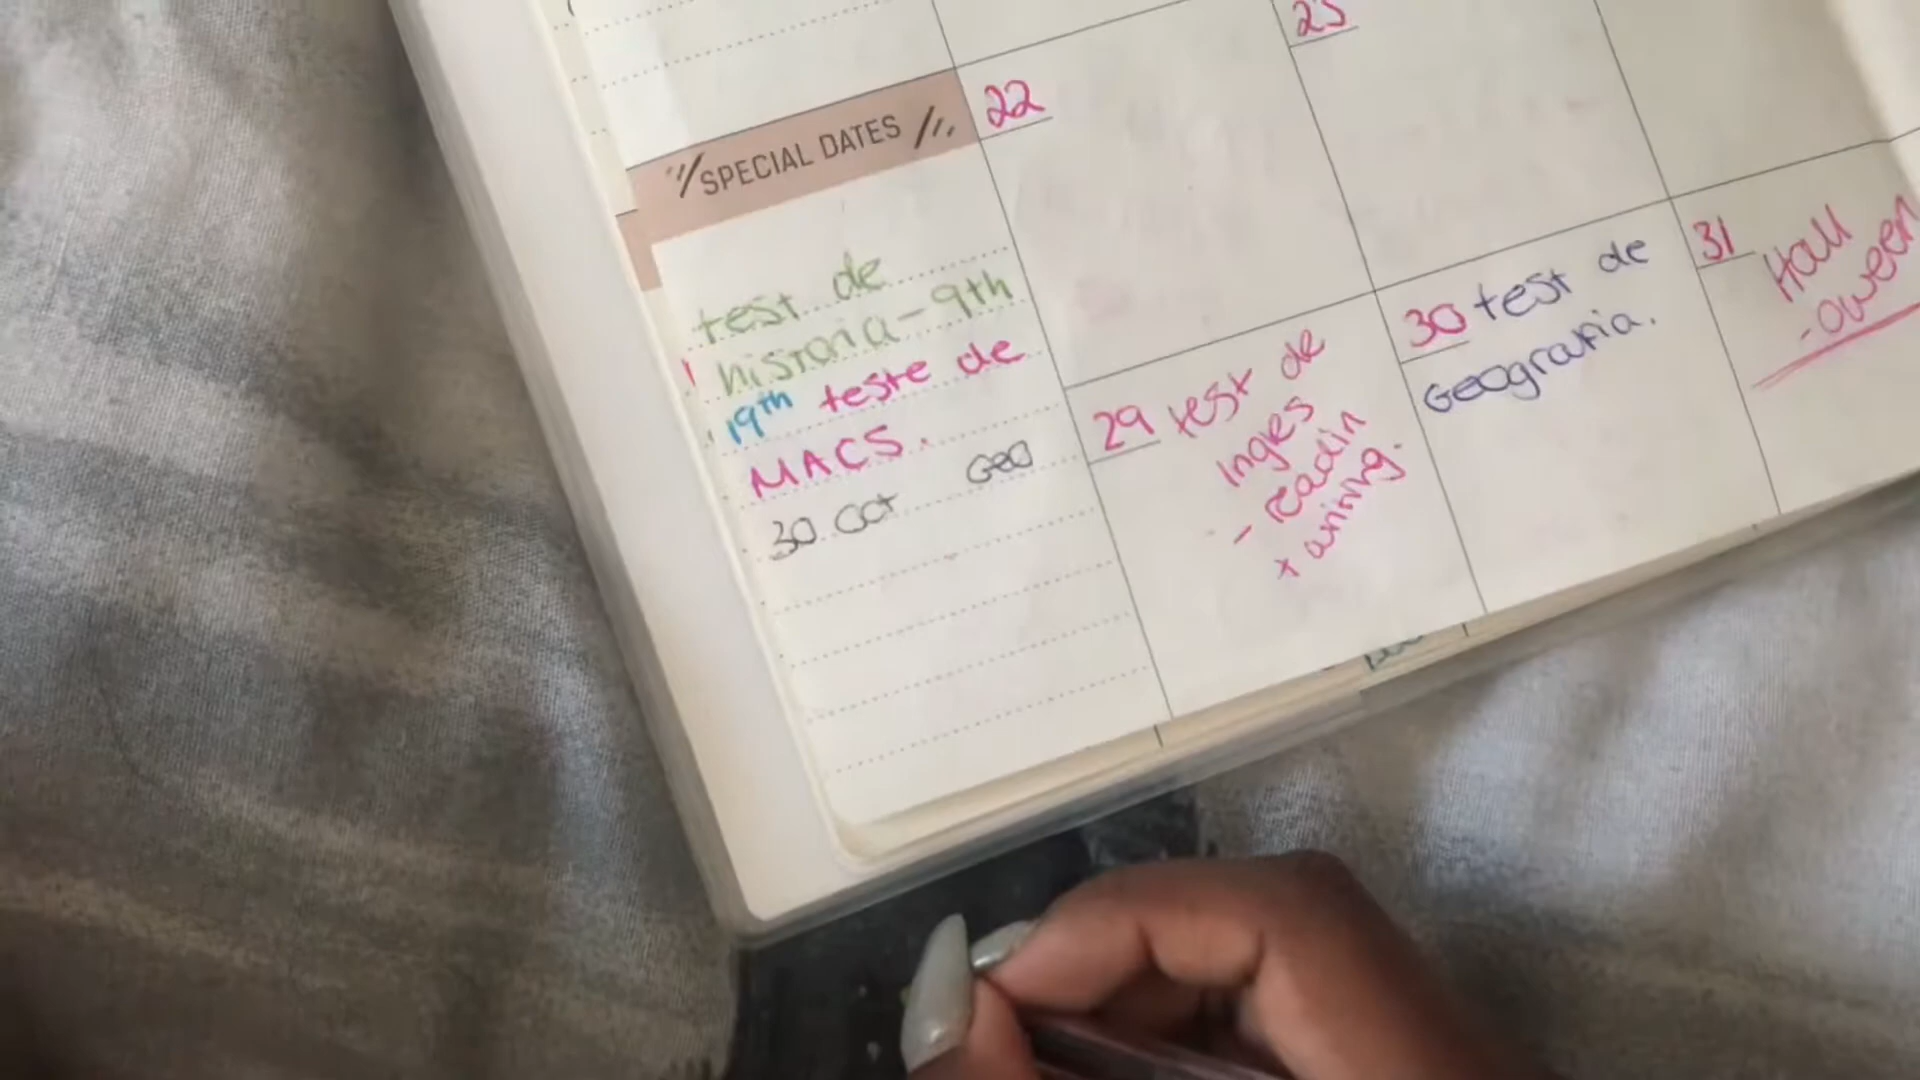 SPECIAL DATES
test de
historia - 9th
19th teste de
MACS.
30 Oct Geo
22
23
29 test de
Ingles
- readin
x writing.
30 test de
Geografia.
31 Hall
-oween